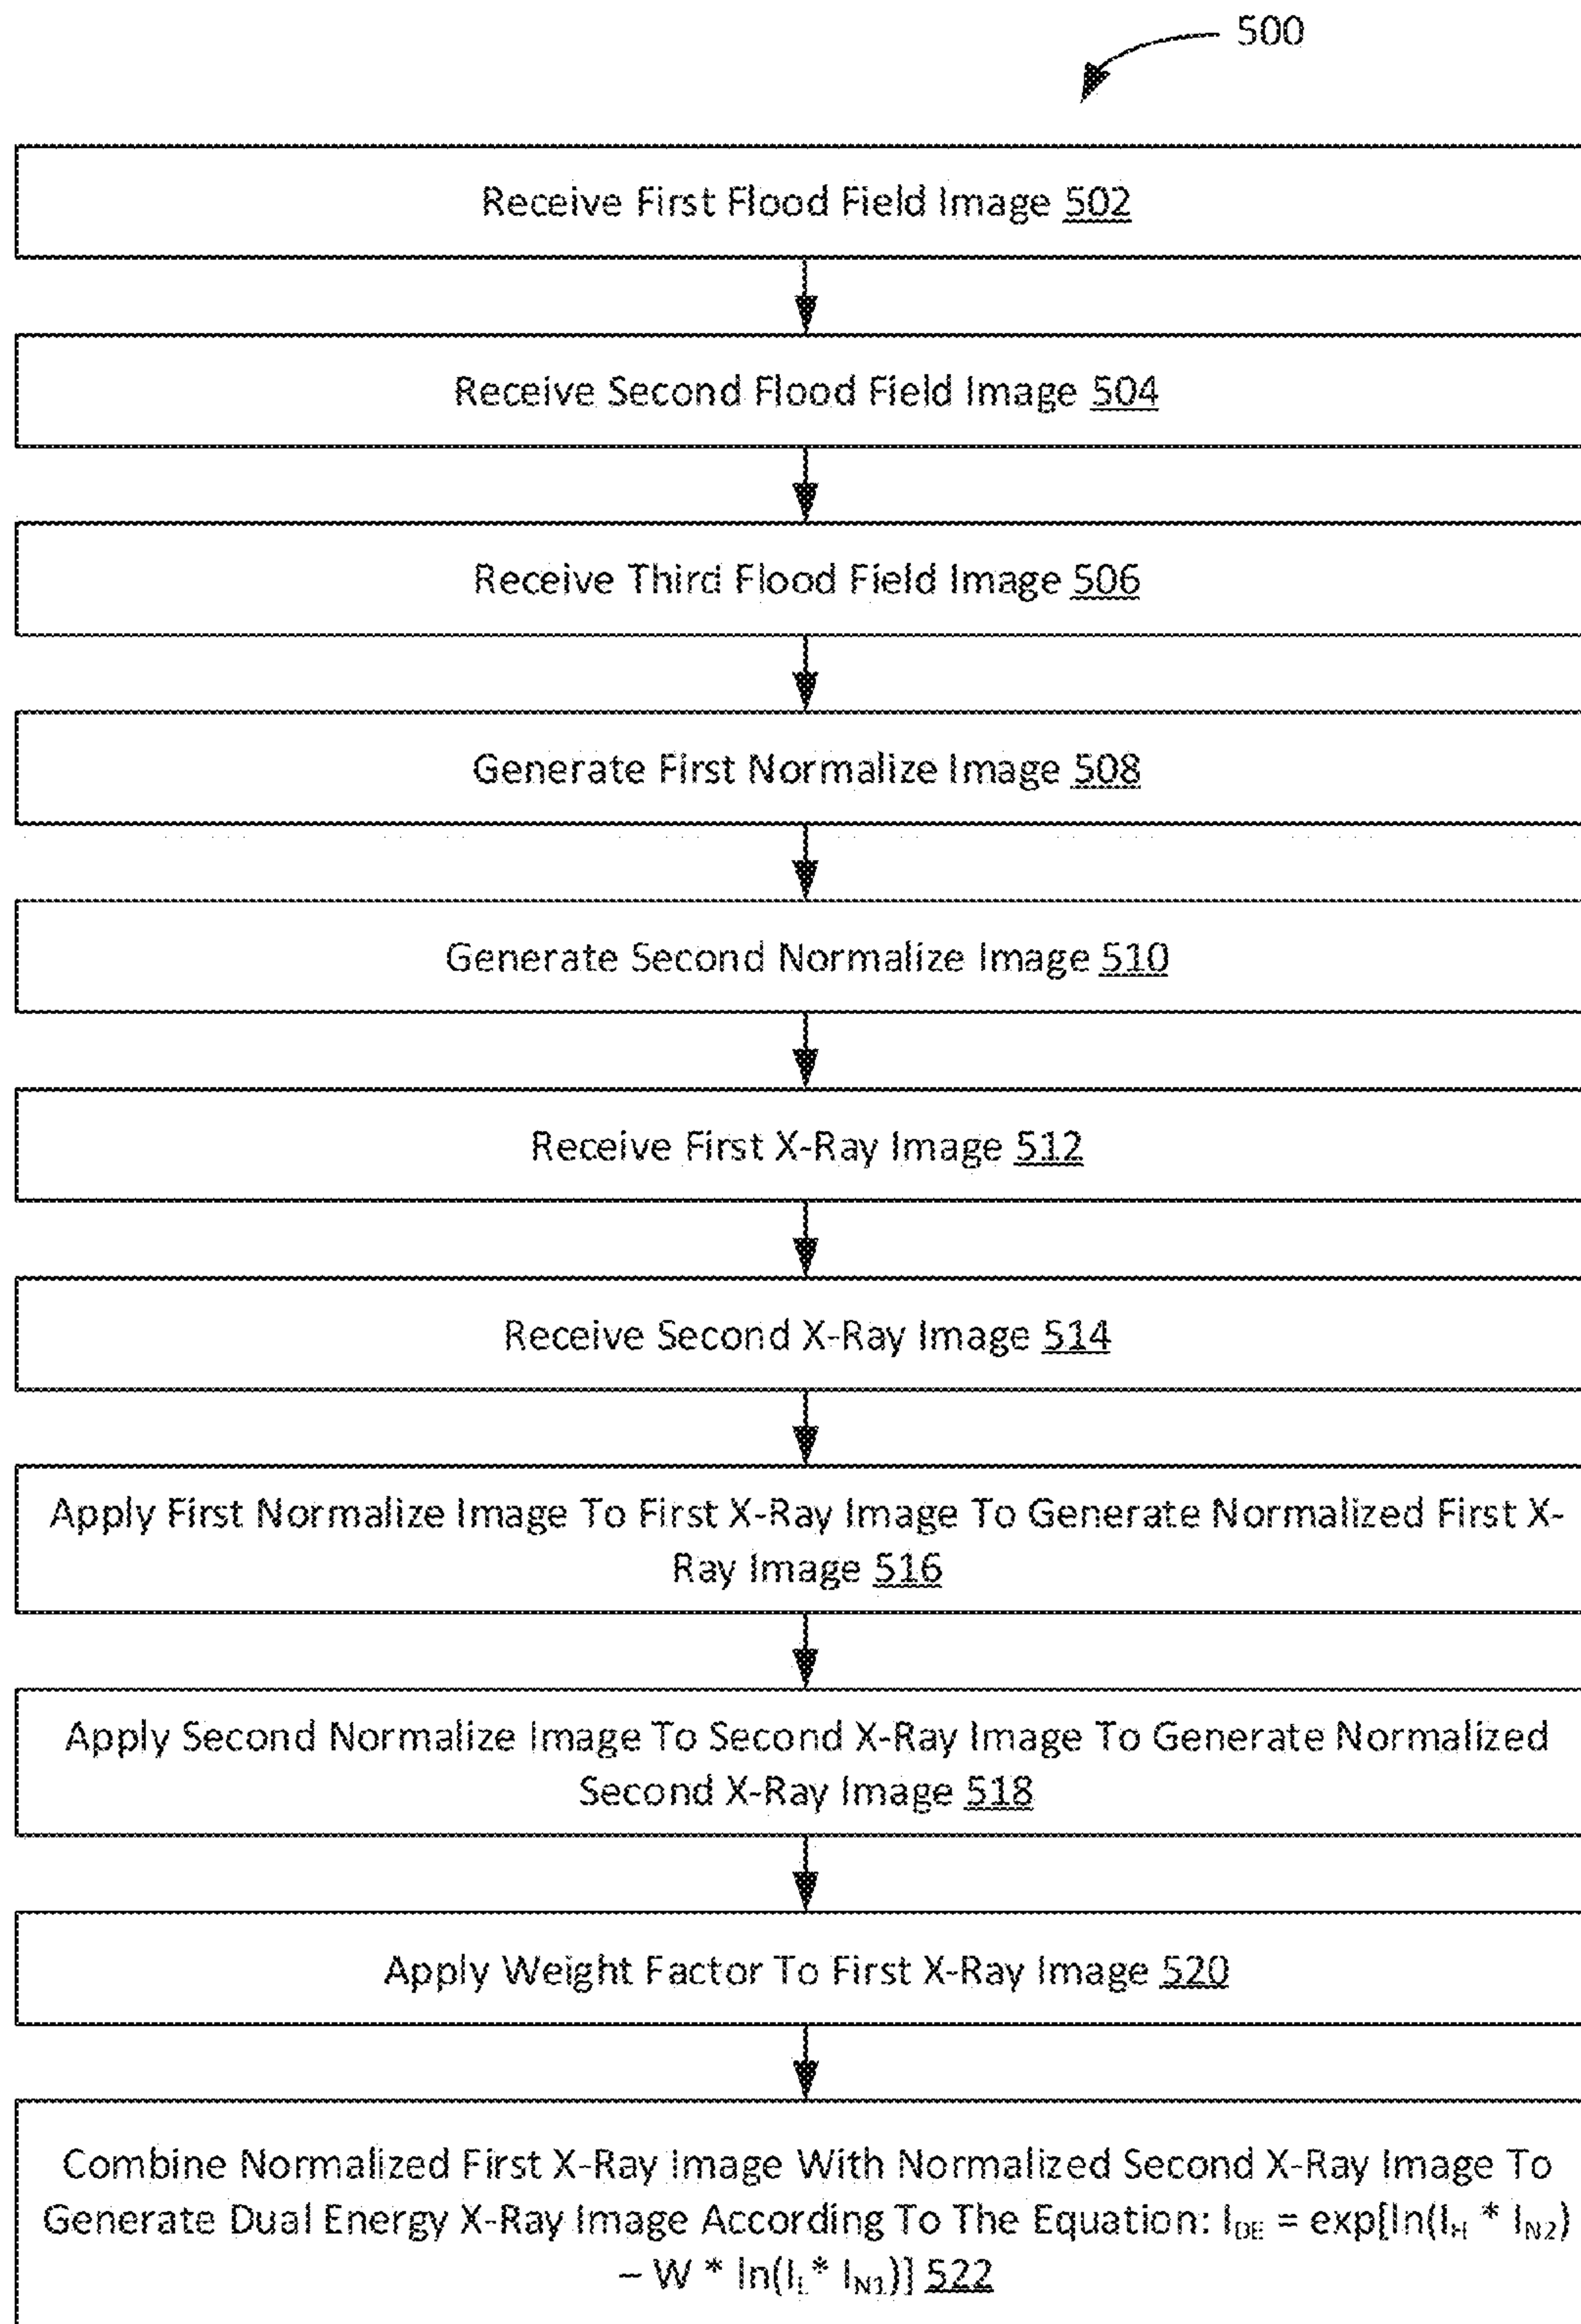 500
Receive First Flood Field Image 502
Receive Second Flood Field Image 504
Receive Third Flood Field Image 506
Generate First Normalize Image 508
Generate Second Normalize Image 510
Receive First X-Ray Image 512
Receive Second X-Ray Image 514
Apply First Normalize Image To First X-Ray Image To Generate Normalized First X-
Ray Image 516
Apply Second Normalize Image To Second X-Ray Image To Generate Normalized
Second X-Ray Image 518
Apply Weight Factor To First X-Ray Image 520
Combine Normalized First X-Ray Image With Normalized Second X-Ray Image To
Generate Dual Energy X-Ray Image According To The Equation: I_DE = exp[ln(I_H * I_N2)
– W * ln(I_L * I_N1)] 522